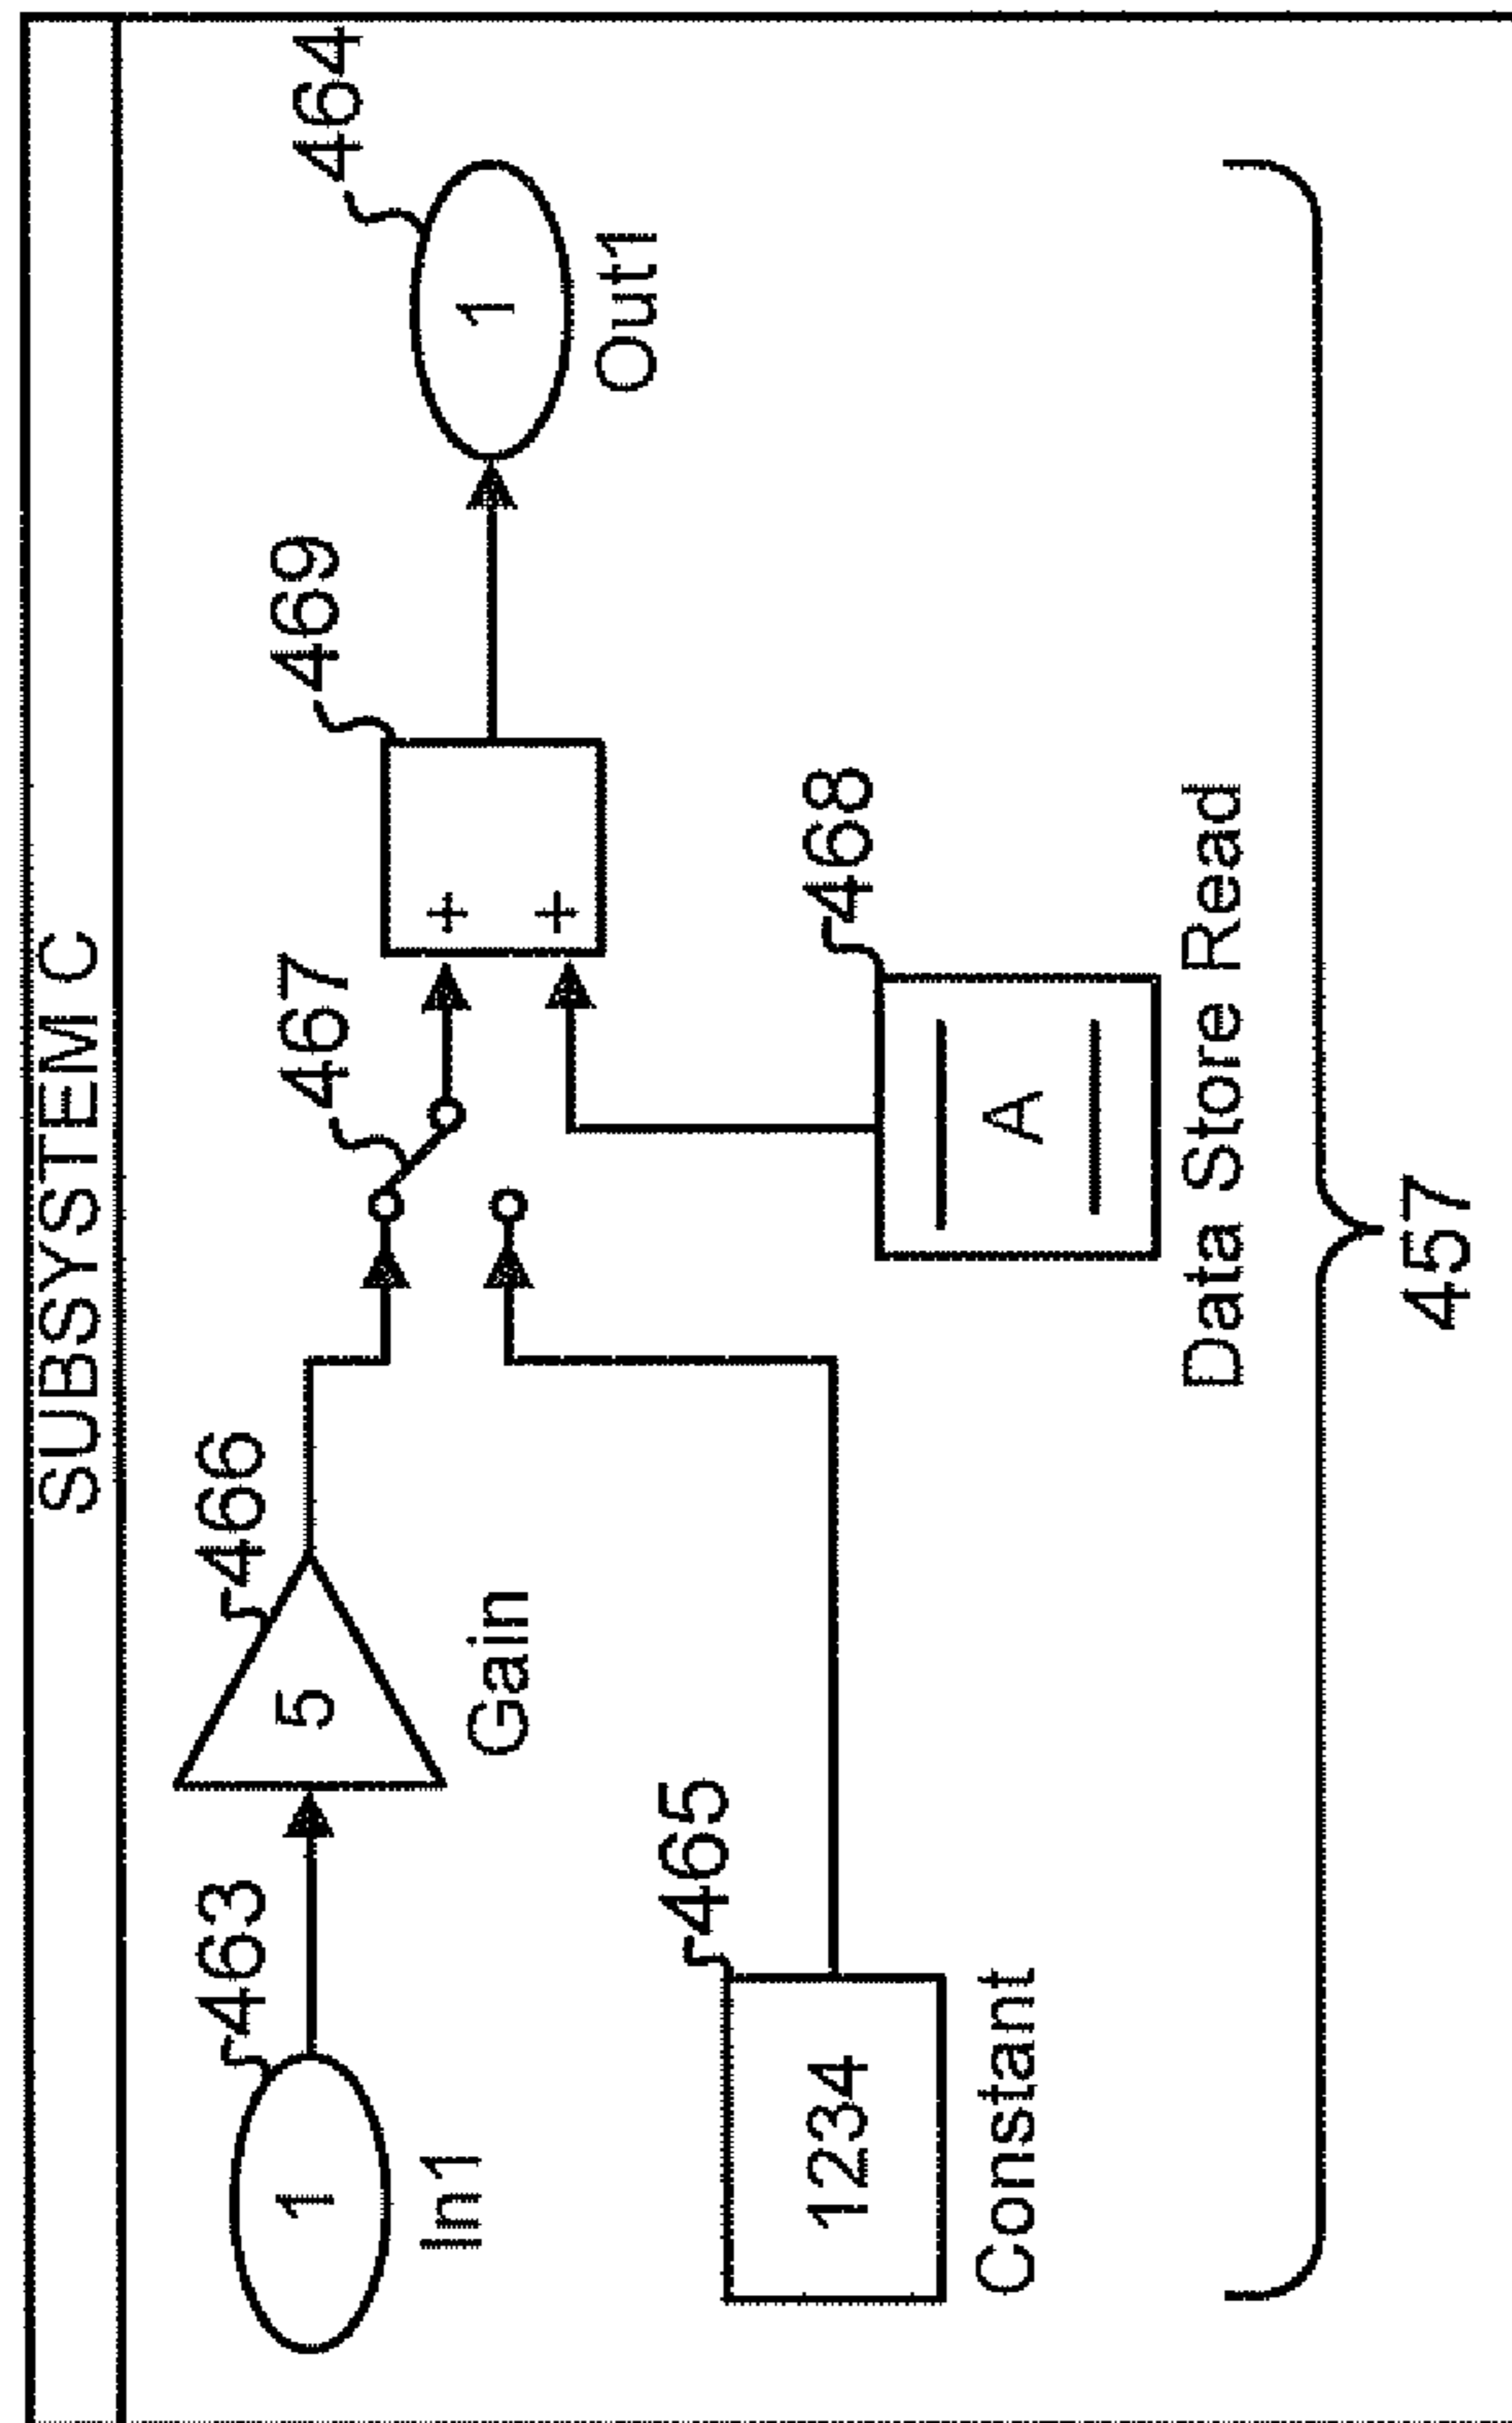 SUBSYSTEM C
463
1
In1
466
5
Gain
467
469
+
+
464
1
Out1
465
1234
Constant
468
A
Data Store Read
457